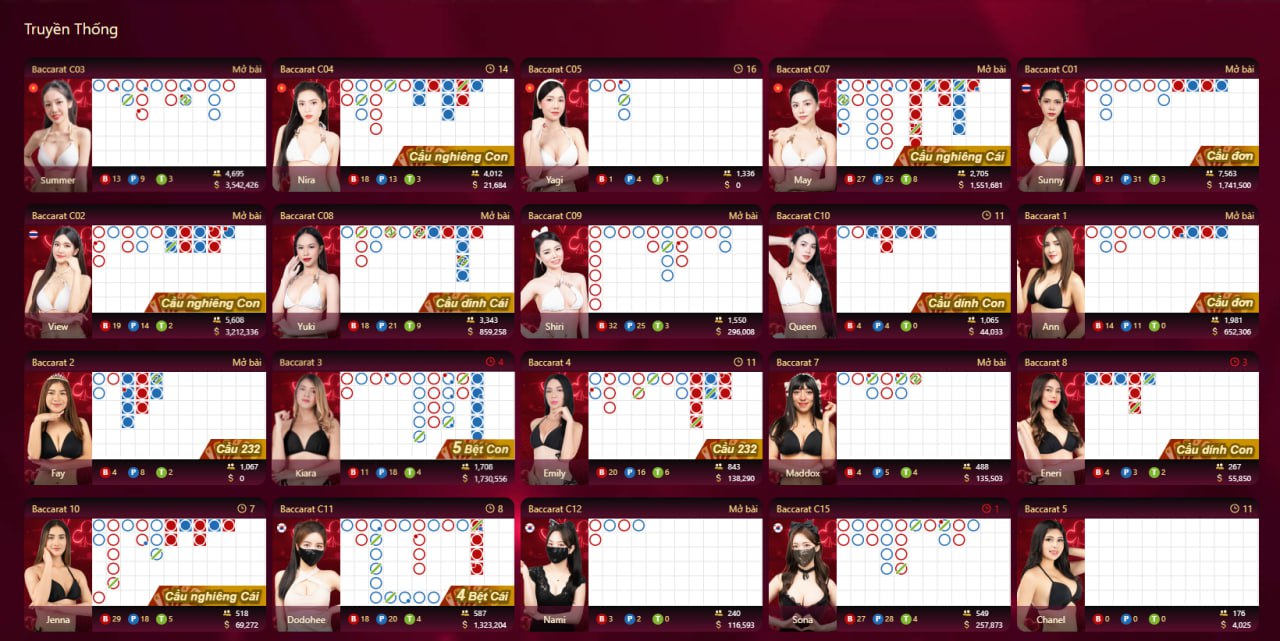 Truyền Thống
Baccarat C03 Mở bài
Summer
B 13 P 9 T 3 4,695
$ 3,542,426
Baccarat C04 14
Cầu nghiêng Con
Nira
B 18 P 13 T 3 4,012
$ 21,684
Baccarat C05 16
Yagi
B 1 P 4 T 1 1,336
$ 0
Baccarat C07 Mở bài
Cầu nghiêng Cái
May
B 27 P 25 T 8 2,705
$ 1,551,681
Baccarat C01 Mở bài
Cầu đơn
Sunny
B 21 P 31 T 3 7,563
$ 1,741,500
Baccarat C02 Mở bài
Cầu nghiêng Con
View
B 19 P 14 T 2 5,608
$ 3,212,336
Baccarat C08 Mở bài
Cầu dính Cái
Yuki
B 18 P 21 T 9 3,343
$ 859,258
Baccarat C09 Mở bài
Shiri
B 32 P 25 T 3 1,550
$ 296,008
Baccarat C10 11
Cầu dính Con
Queen
B 4 P 4 T 0 1,065
$ 44,033
Baccarat 1 Mở bài
Cầu đơn
Ann
B 14 P 11 T 0 1,981
$ 652,306
Baccarat 2 Mở bài
Cầu 232
Fay
B 4 P 8 T 2 1,067
$ 0
Baccarat 3 4
5 Bệt Con
Kiara
B 11 P 18 T 4 1,708
$ 1,730,556
Baccarat 4 11
Cầu 232
Emily
B 20 P 16 T 6 843
$ 138,290
Baccarat 7 Mở bài
Maddox
B 4 P 5 T 4 488
$ 135,503
Baccarat 8 3
Cầu dính Con
Eneri
B 4 P 3 T 2 267
$ 55,850
Baccarat 10 7
Cầu nghiêng Cái
Jenna
B 29 P 18 T 5 518
$ 69,272
Baccarat C11 8
4 Bệt Cái
Dodohee
B 18 P 20 T 4 587
$ 1,323,204
Baccarat C12 Mở bài
Nami
B 3 P 2 T 0 240
$ 116,593
Baccarat C15 1
Sona
B 27 P 28 T 4 549
$ 257,873
Baccarat 5 11
Chanel
B 0 P 0 T 0 176
$ 4,025